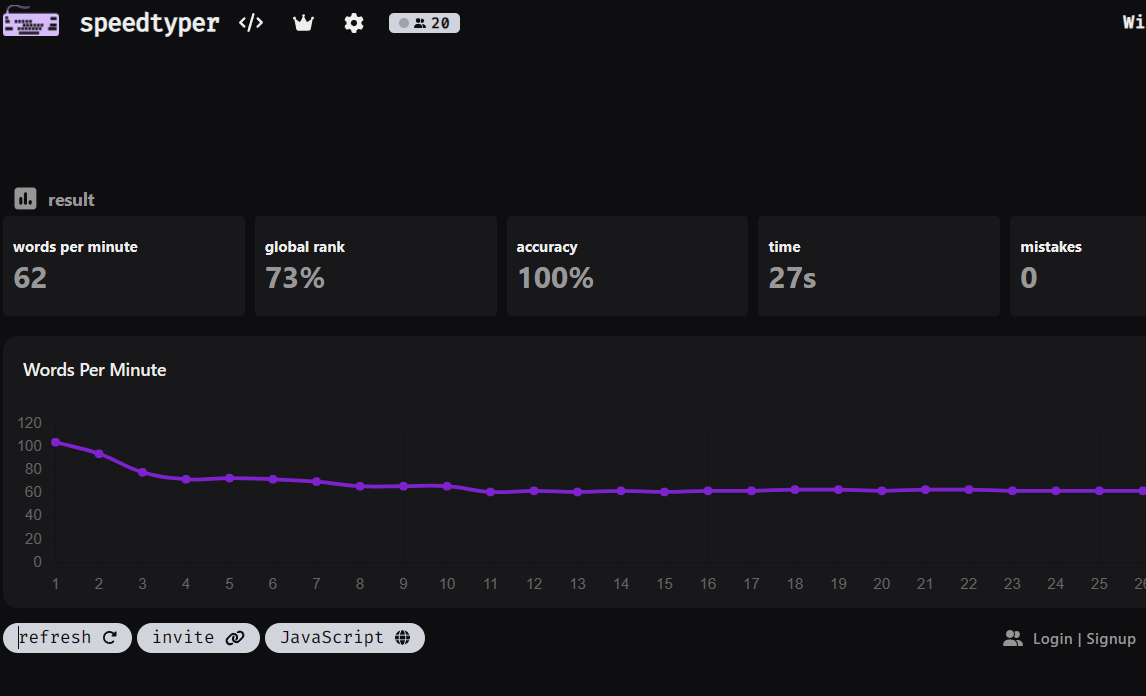 speedtyper </> 20 Wi
result
words per minute global rank accuracy time mistakes
62 73% 100% 27s 0
Words Per Minute
120
100
80
60
40
20
0
1 2 3 4 5 6 7 8 9 10 11 12 13 14 15 16 17 18 19 20 21 22 23 24 25 26
refresh invite JavaScript Login | Signup